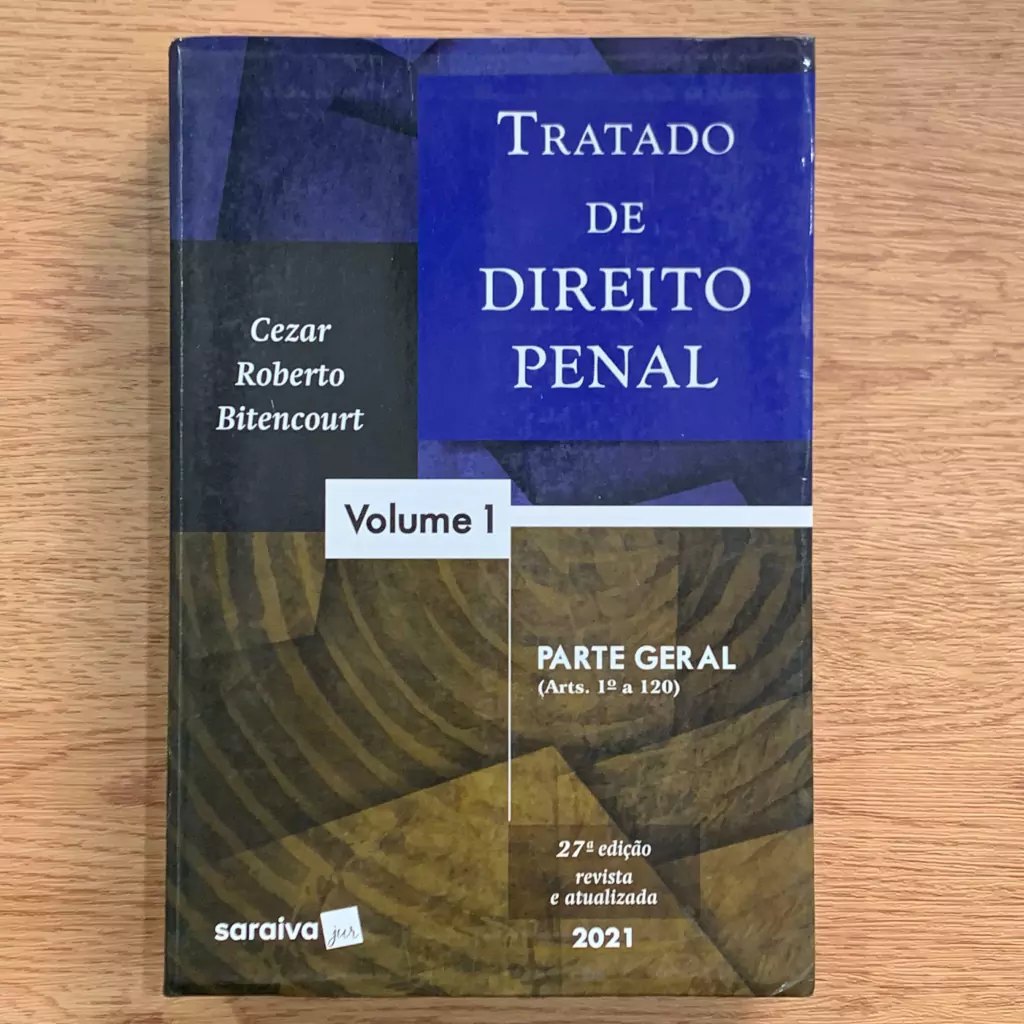 TRATADO
DE
DIREITO
PENAL
Cezar
Roberto
Bitencourt
Volume 1
PARTE GERAL
(Arts. 1º a 120)
27ª edição
revista
e atualizada
2021
saraiva jur